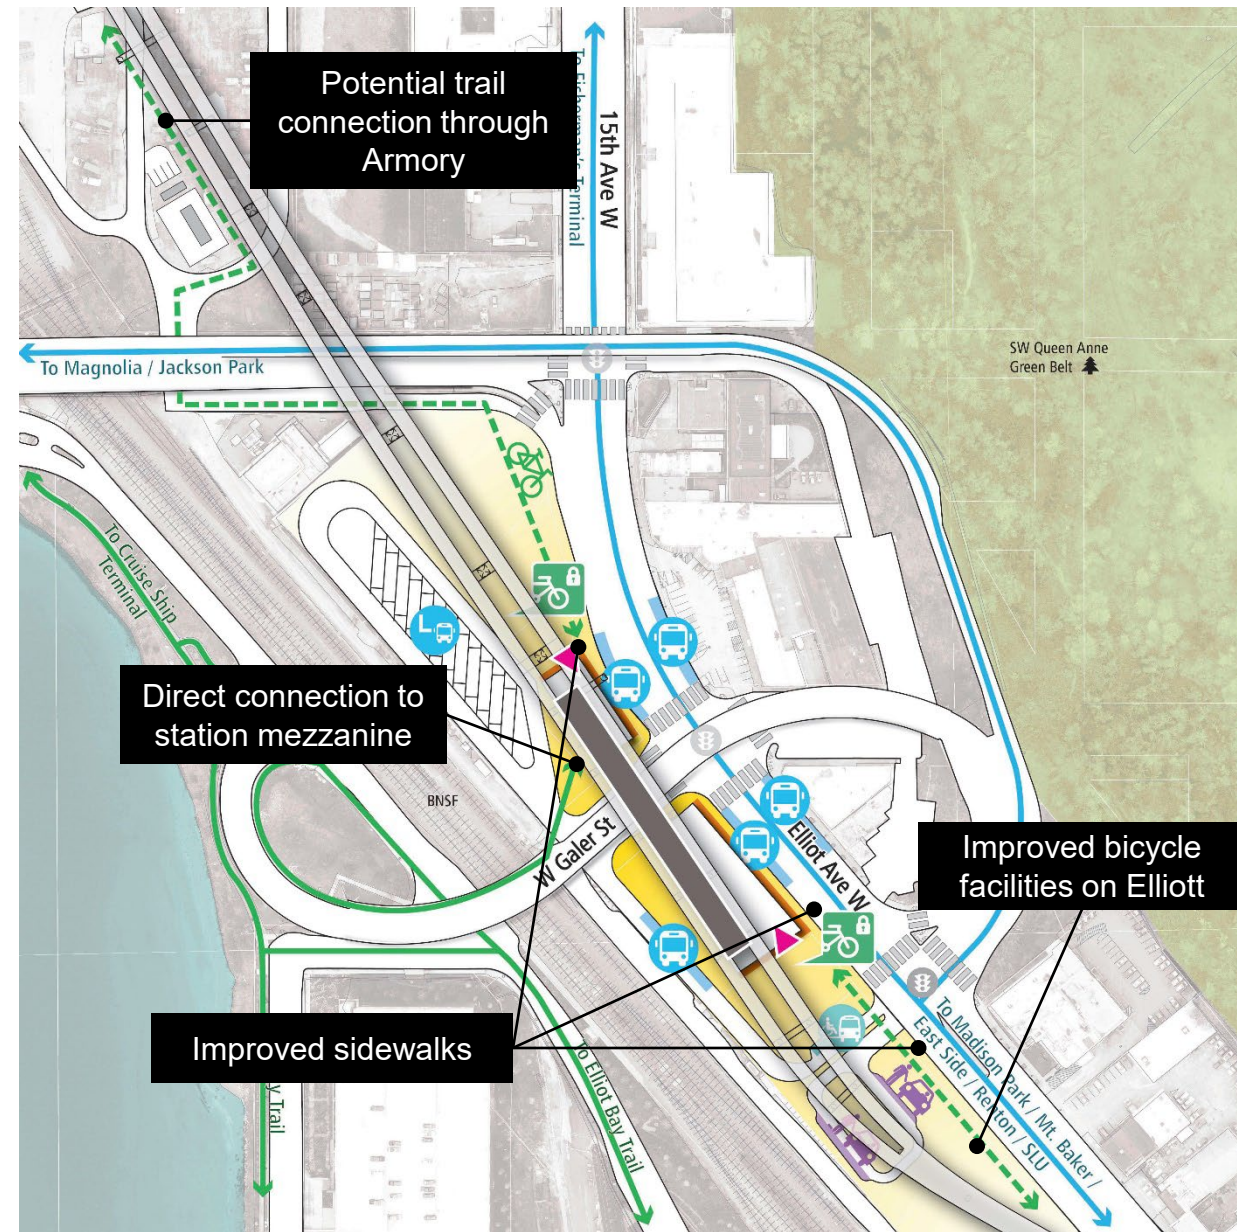 Potential trail
connection through
Armory
To Fisherman's Terminal
15th Ave W
To Magnolia / Jackson Park
SW Queen Anne
Green Belt
To Cruise Ship
Terminal
L
Direct connection to
station mezzanine
BNSF
W Galer St
Elliot Ave W
Improved bicycle
facilities on Elliott
Improved sidewalks
To Madison Park / Mt. Baker /
East Side / Renton / SLU
y Trail
To Elliot Bay Trail